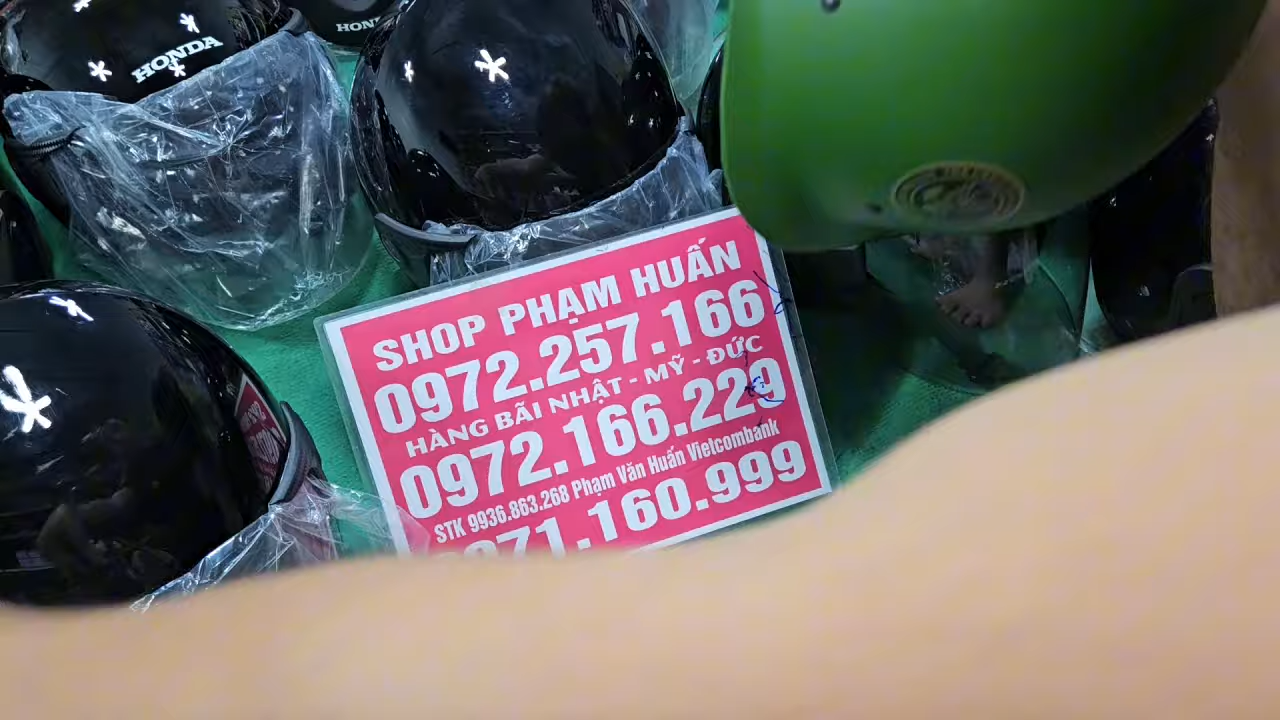 HONDA
SHOP PHẠM HUẤN
0972.257.166
HÀNG BÃI NHẬT - MỸ - ĐỨC
0972.166.229
STK 9936.863.268 Phạm Văn Huấn Vietcombank